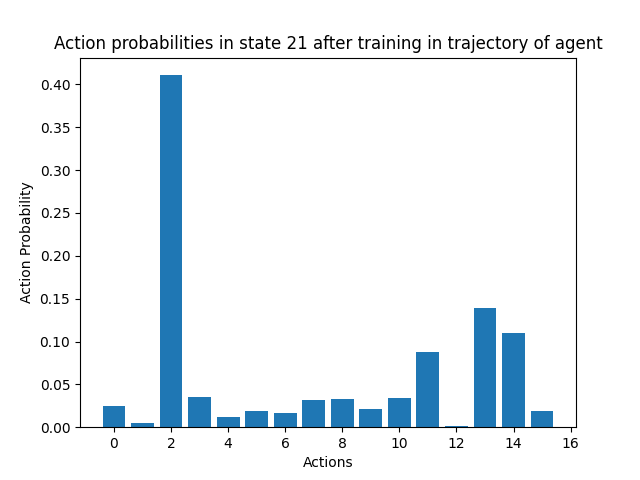 Action probabilities in state 21 after training in trajectory of agent
0.40
0.35
0.30
0.25
0.20
0.15
0.10
0.05
0.00
Action Probability
0 2 4 6 8 10 12 14 16
Actions